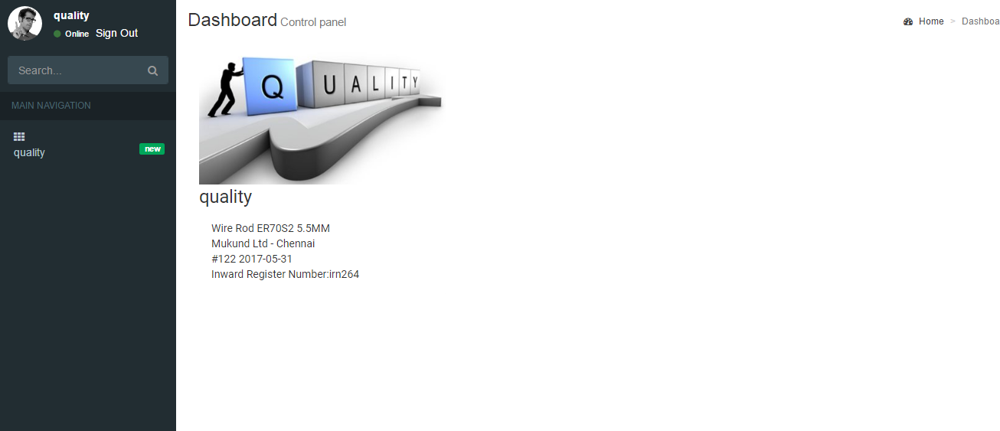 quality
Online Sign Out
Search...
MAIN NAVIGATION
quality
new
Dashboard Control panel
Home > Dashboa
QUALITY
quality
Wire Rod ER70S2 5.5MM
Mukund Ltd - Chennai
#122 2017-05-31
Inward Register Number:irn264